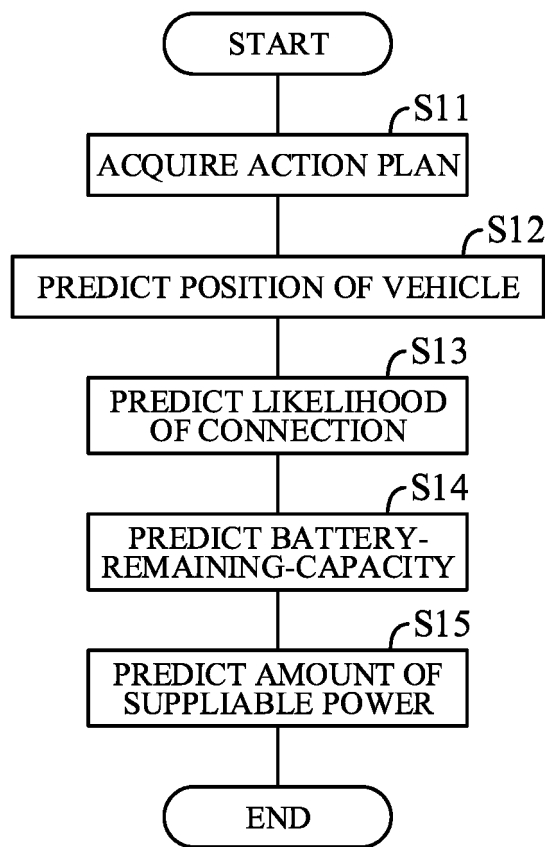 START
S11
ACQUIRE ACTION PLAN
S12
PREDICT POSITION OF VEHICLE
S13
PREDICT LIKELIHOOD
OF CONNECTION
S14
PREDICT BATTERY-
REMAINING-CAPACITY
S15
PREDICT AMOUNT OF
SUPPLIABLE POWER
END